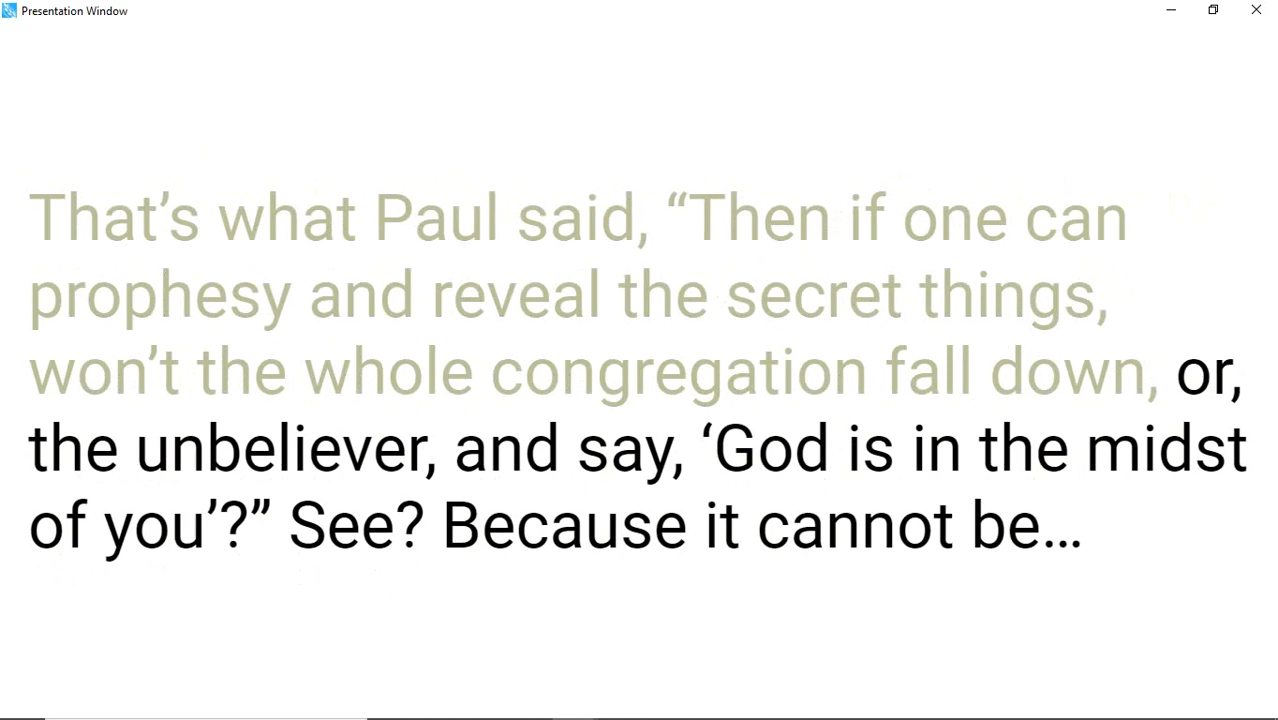 Presentation Window
That’s what Paul said, “Then if one can
prophesy and reveal the secret things,
won’t the whole congregation fall down, or,
the unbeliever, and say, ‘God is in the midst
of you’?” See? Because it cannot be…